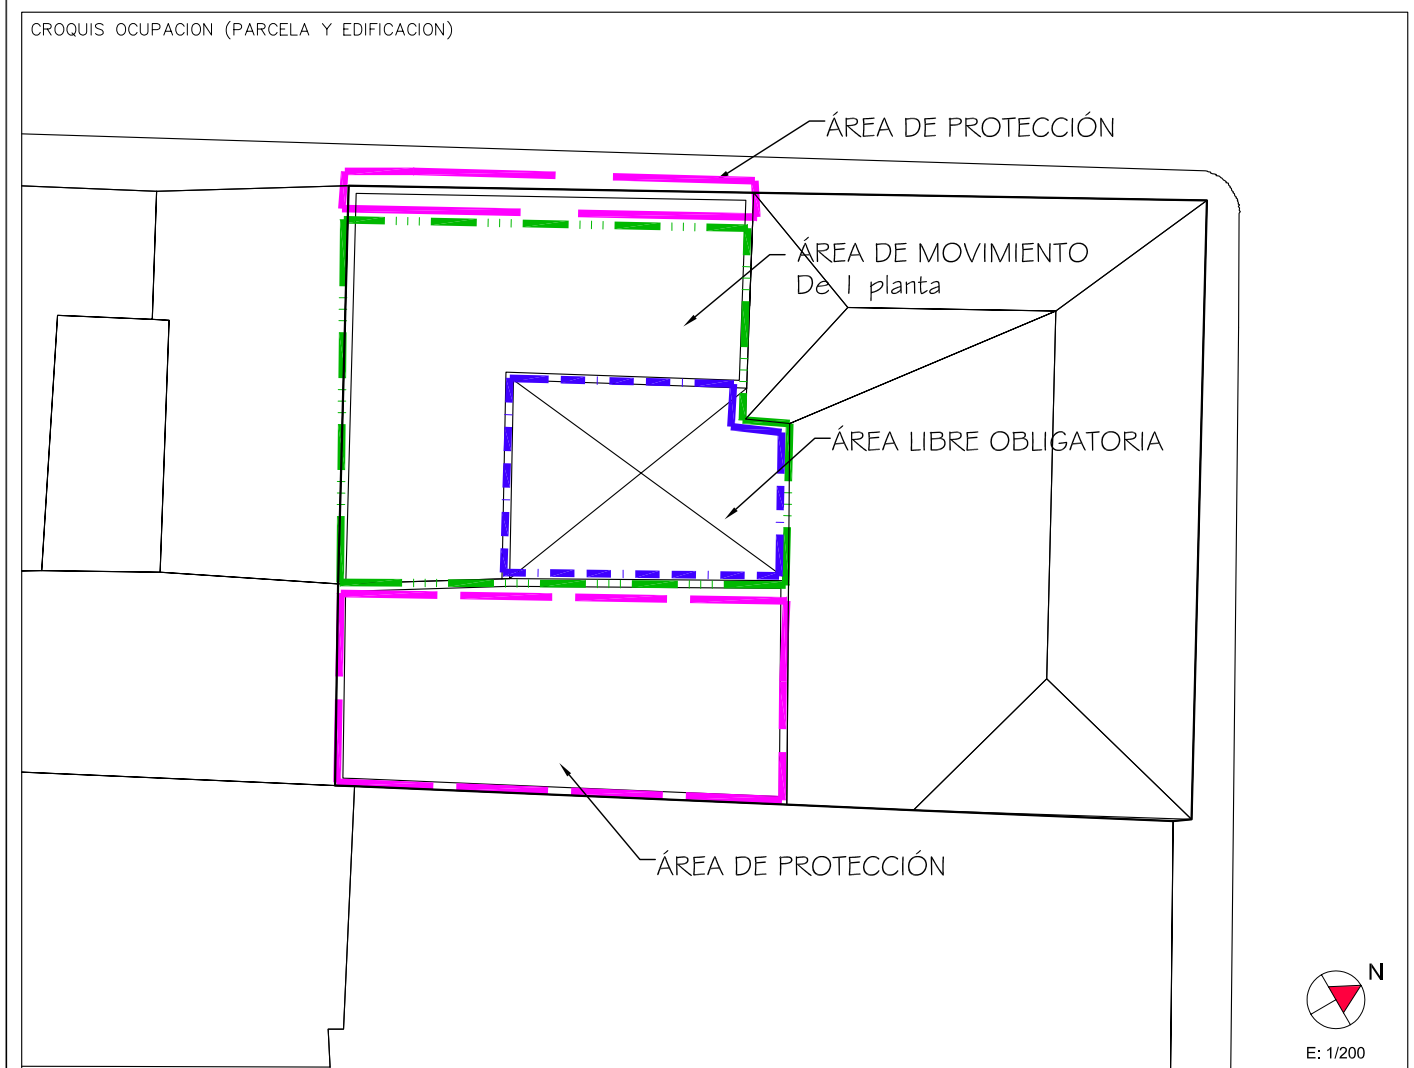 CROQUIS OCUPACION (PARCELA Y EDIFICACION)
ÁREA DE PROTECCIÓN
ÁREA DE MOVIMIENTO
De I planta
ÁREA LIBRE OBLIGATORIA
ÁREA DE PROTECCIÓN
N
E: 1/200